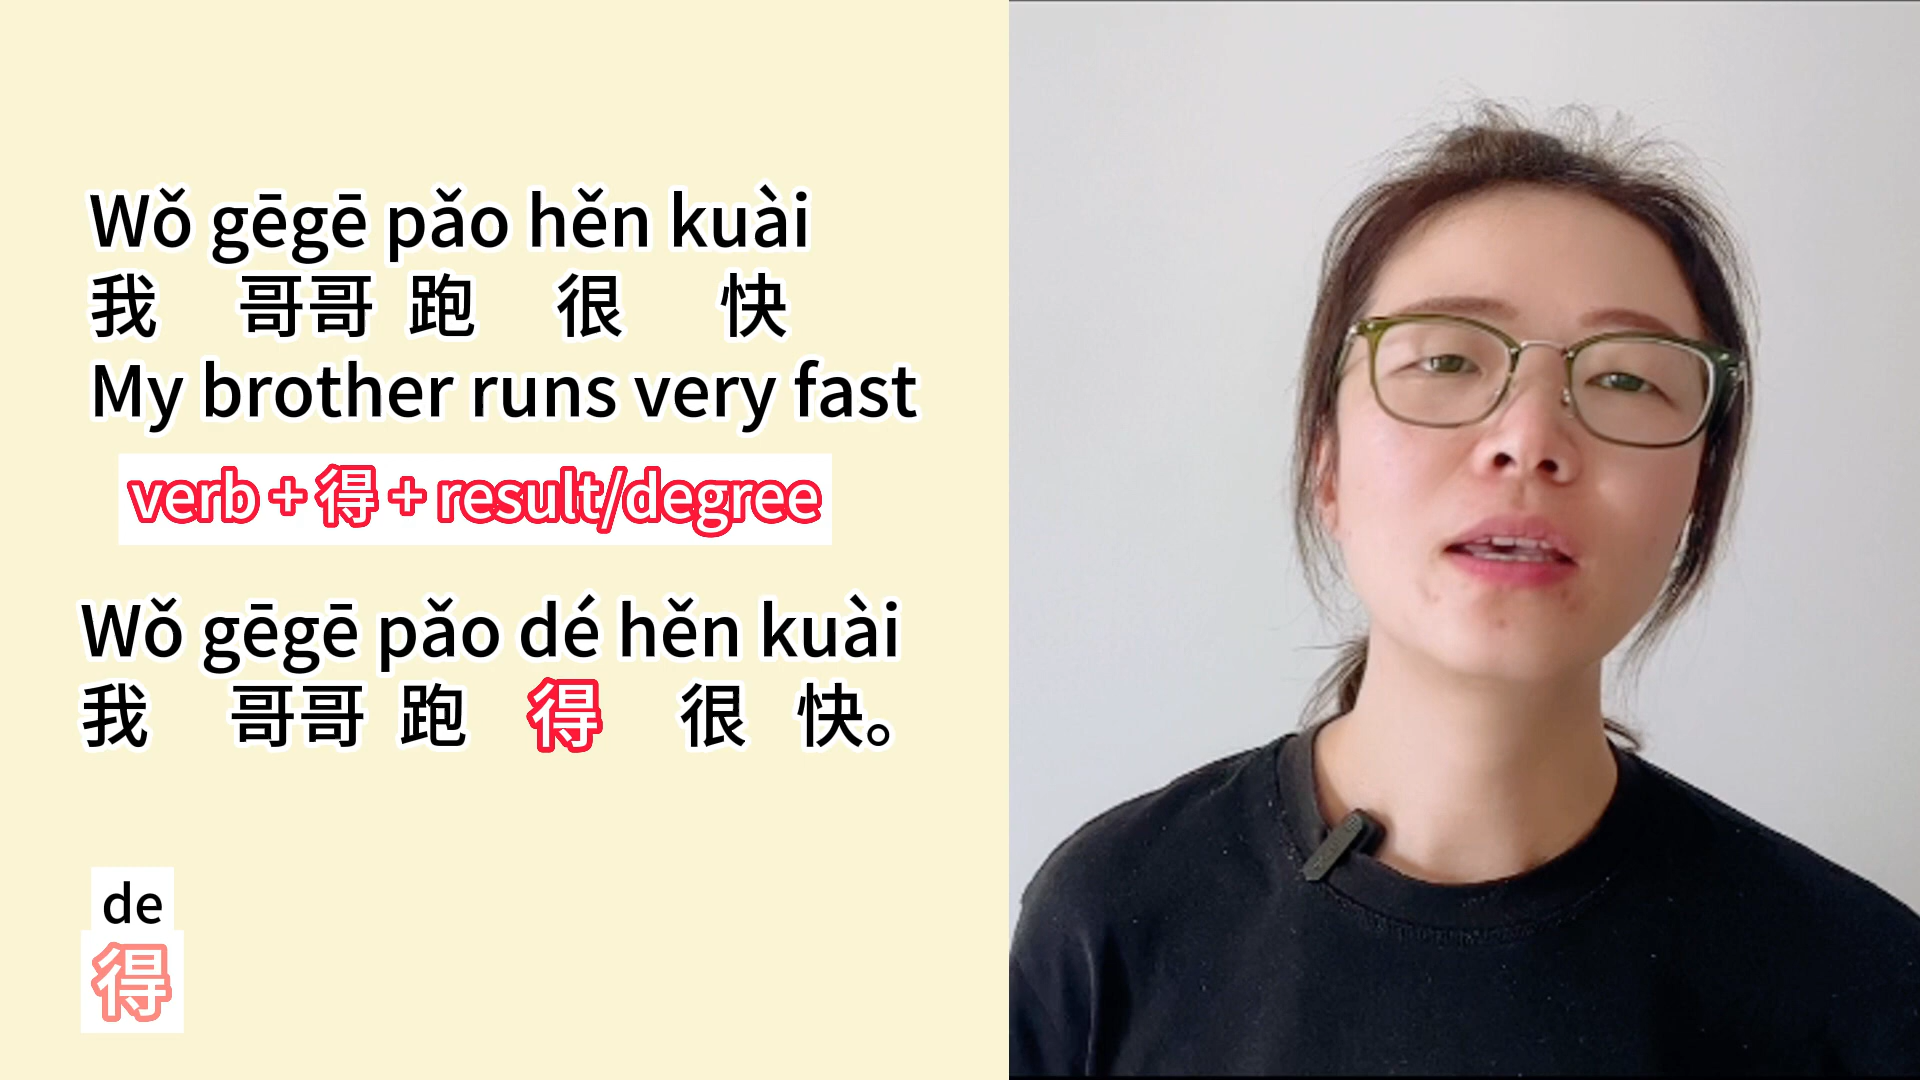 Wǒ gēgē pǎo hěn kuài
我 哥哥 跑 很 快
My brother runs very fast
verb + 得 + result/degree
Wǒ gēgē pǎo dé hěn kuài
我 哥哥 跑 得 很 快。
de
得